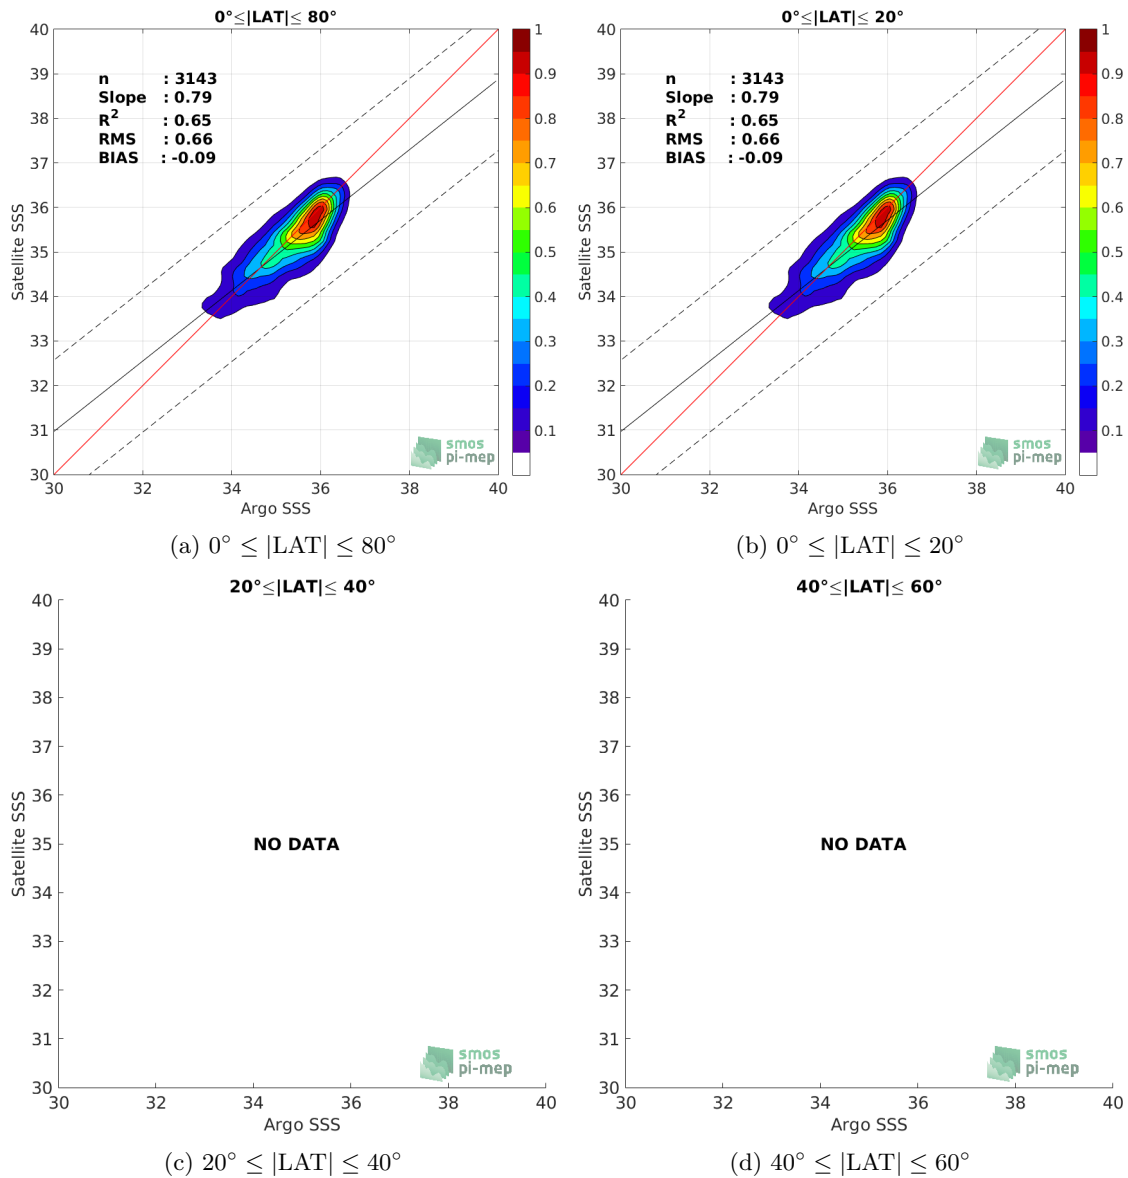 0°≤|LAT|≤ 80°
40
39
38
37
36
35
34
33
32
31
30
Satellite SSS
n : 3143
Slope : 0.79
R2 : 0.65
RMS : 0.66
BIAS : -0.09
smos
pi-mep
30 32 34 36 38 40
Argo SSS
1
0.9
0.8
0.7
0.6
0.5
0.4
0.3
0.2
0.1
(a) 0° ≤ |LAT| ≤ 80°
0°≤|LAT|≤ 20°
40
39
38
37
36
35
34
33
32
31
30
Satellite SSS
n : 3143
Slope : 0.79
R2 : 0.65
RMS : 0.66
BIAS : -0.09
smos
pi-mep
30 32 34 36 38 40
Argo SSS
1
0.9
0.8
0.7
0.6
0.5
0.4
0.3
0.2
0.1
(b) 0° ≤ |LAT| ≤ 20°
20°≤|LAT|≤ 40°
40
39
38
37
36
35
34
33
32
31
30
Satellite SSS
NO DATA
smos
pi-mep
30 32 34 36 38 40
Argo SSS
(c) 20° ≤ |LAT| ≤ 40°
40°≤|LAT|≤ 60°
40
39
38
37
36
35
34
33
32
31
30
Satellite SSS
NO DATA
smos
pi-mep
30 32 34 36 38 40
Argo SSS
(d) 40° ≤ |LAT| ≤ 60°